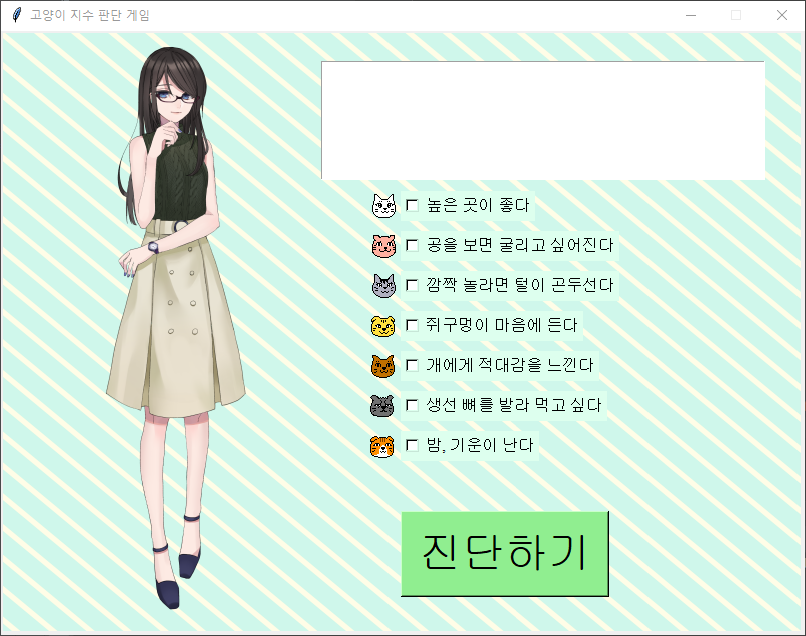 고양이 지수 판단 게임
높은 곳이 좋다
공을 보면 굴리고 싶어진다
깜짝 놀라면 털이 곤두선다
쥐구멍이 마음에 든다
개에게 적대감을 느낀다
생선 뼈를 발라 먹고 싶다
밤, 기운이 난다
진단하기